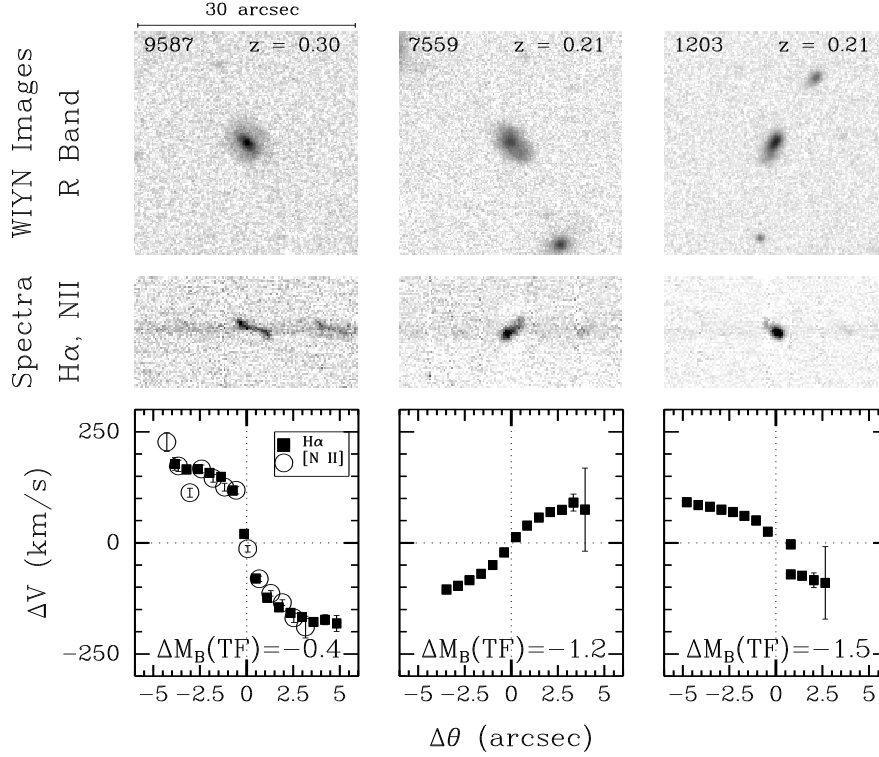 30 arcsec
WIYN Images
R Band
9587 z = 0.30
7559 z = 0.21
1203 z = 0.21
Spectra
Hα, NII
ΔV (km/s)
250
0
−250
Hα
[N II]
ΔM_B(TF)=−0.4
ΔM_B(TF)=−1.2
ΔM_B(TF)=−1.5
−5 −2.5 0 2.5 5
−5 −2.5 0 2.5 5
−5 −2.5 0 2.5 5
Δθ (arcsec)